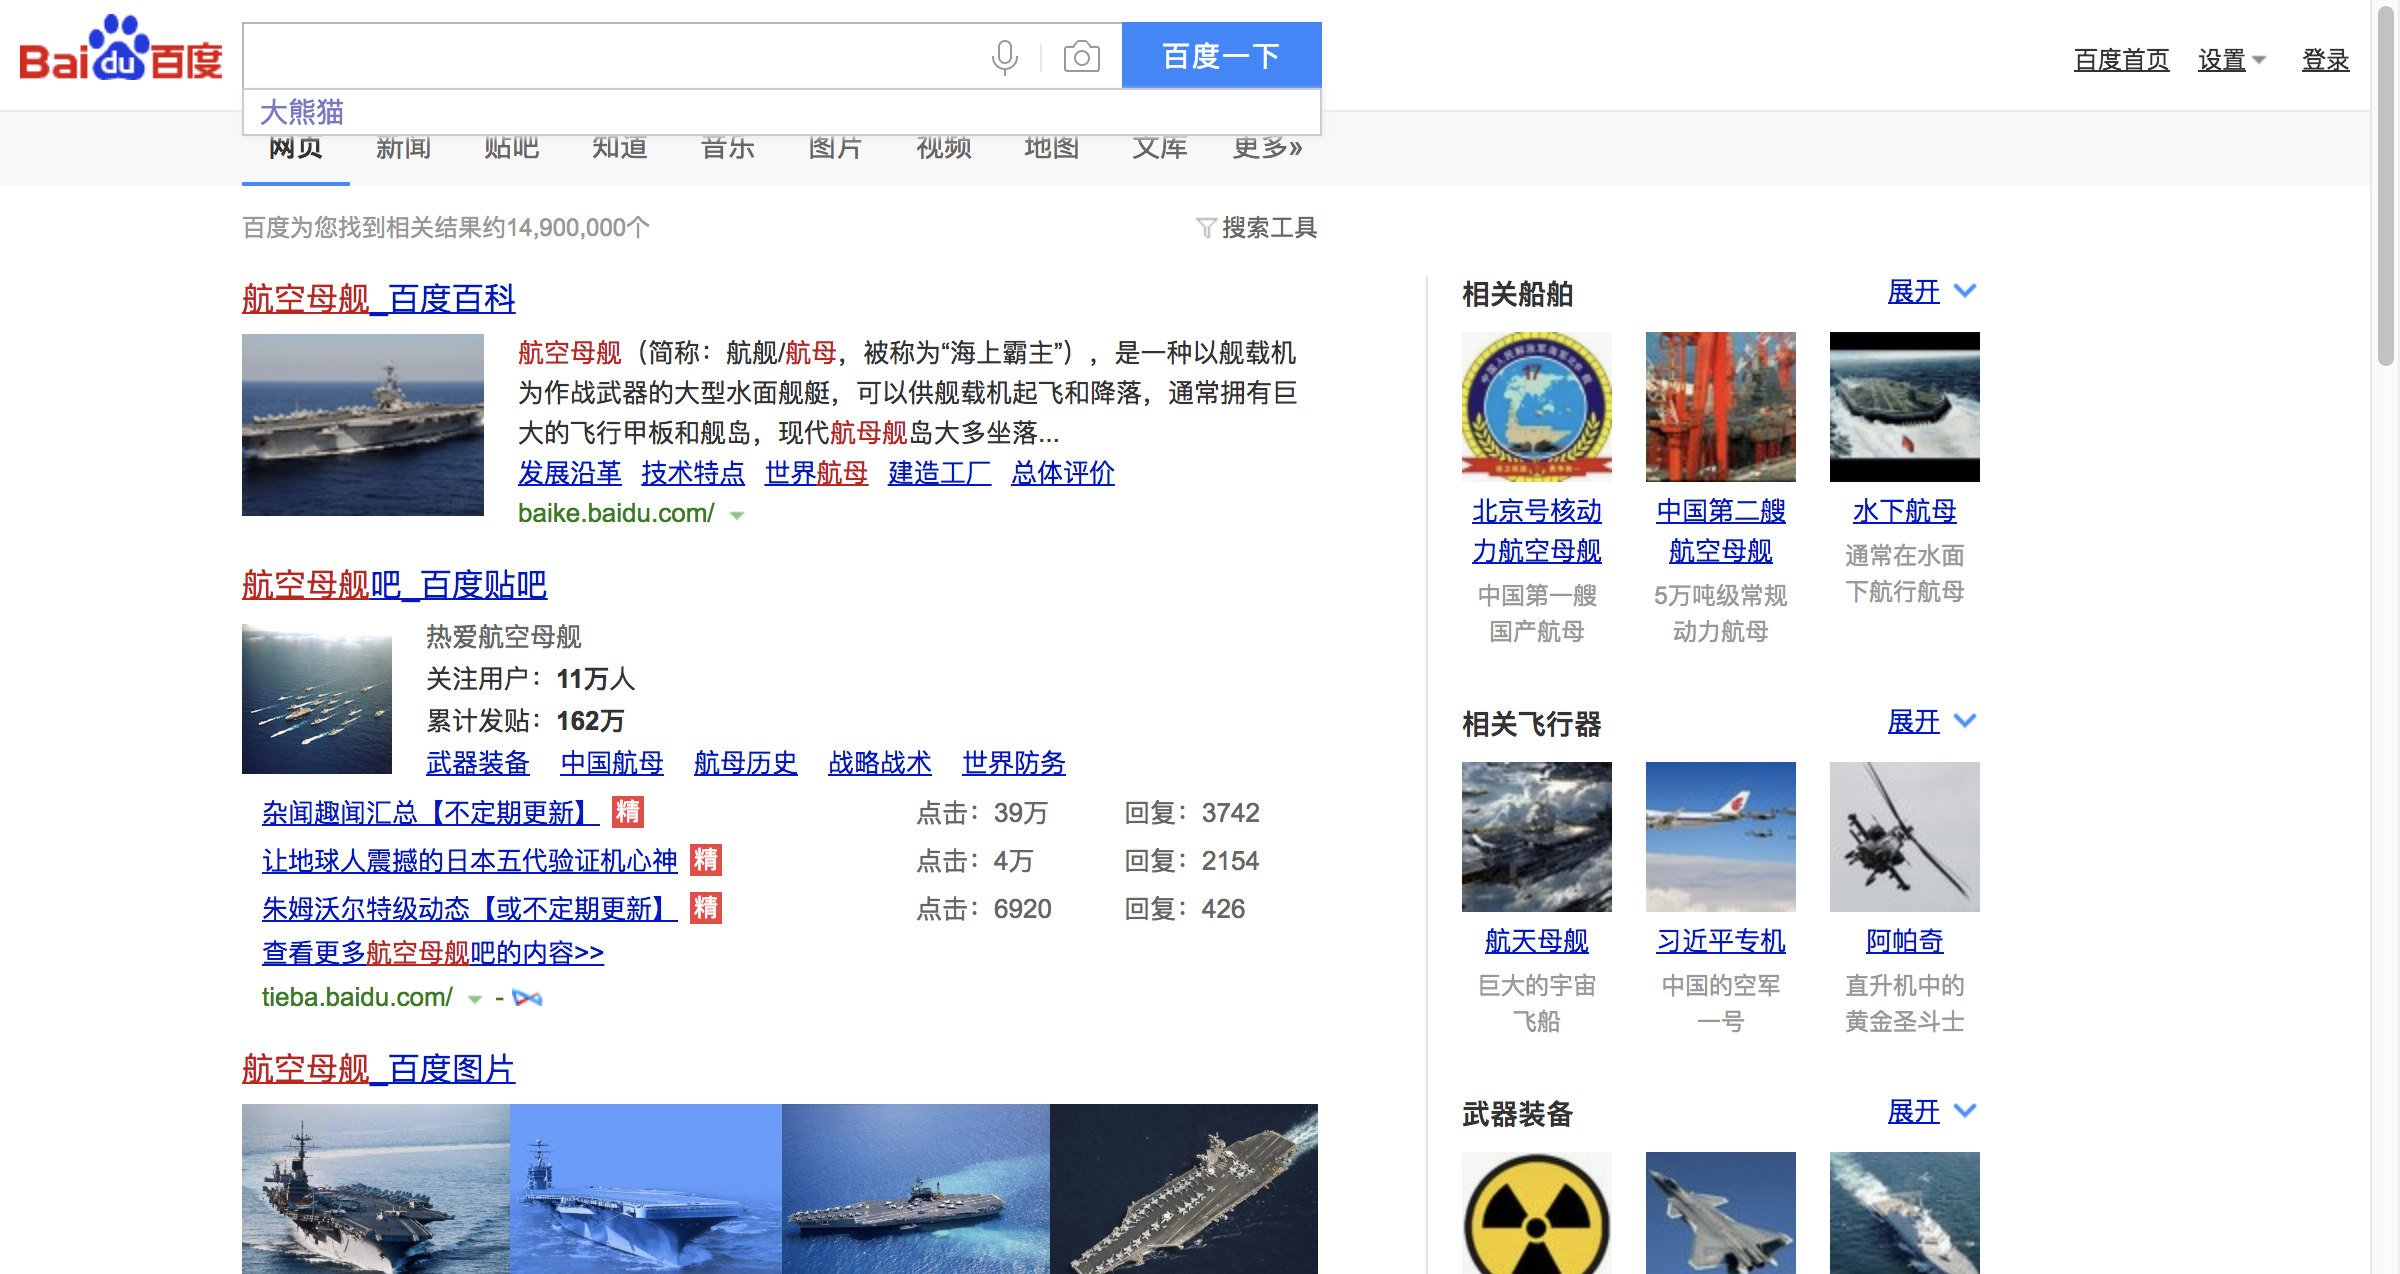 Bai du 百度
百度一下
百度首页 设置 登录
大熊猫
网页 新闻 贴吧 知道 音乐 图片 视频 地图 文库 更多»
百度为您找到相关结果约14,900,000个
搜索工具
航空母舰_百度百科
航空母舰（简称：航舰/航母，被称为“海上霸主”），是一种以舰载机
为作战武器的大型水面舰艇，可以供舰载机起飞和降落，通常拥有巨
大的飞行甲板和舰岛，现代航母舰岛大多坐落...
发展沿革 技术特点 世界航母 建造工厂 总体评价
baike.baidu.com/
航空母舰吧_百度贴吧
热爱航空母舰
关注用户：11万人
累计发贴：162万
武器装备 中国航母 航母历史 战略战术 世界防务
杂闻趣闻汇总【不定期更新】 精 点击：39万 回复：3742
让地球人震撼的日本五代验证机心神 精 点击：4万 回复：2154
朱姆沃尔特级动态【或不定期更新】 精 点击：6920 回复：426
查看更多航空母舰吧的内容>>
tieba.baidu.com/ -
航空母舰_百度图片
相关船舶 展开
17
北京号核动
力航空母舰
中国第一艘
国产航母
中国第二艘
航空母舰
5万吨级常规
动力航母
水下航母
通常在水面
下航行航母
相关飞行器 展开
航天母舰
巨大的宇宙
飞船
习近平专机
中国的空军
一号
阿帕奇
直升机中的
黄金圣斗士
武器装备 展开